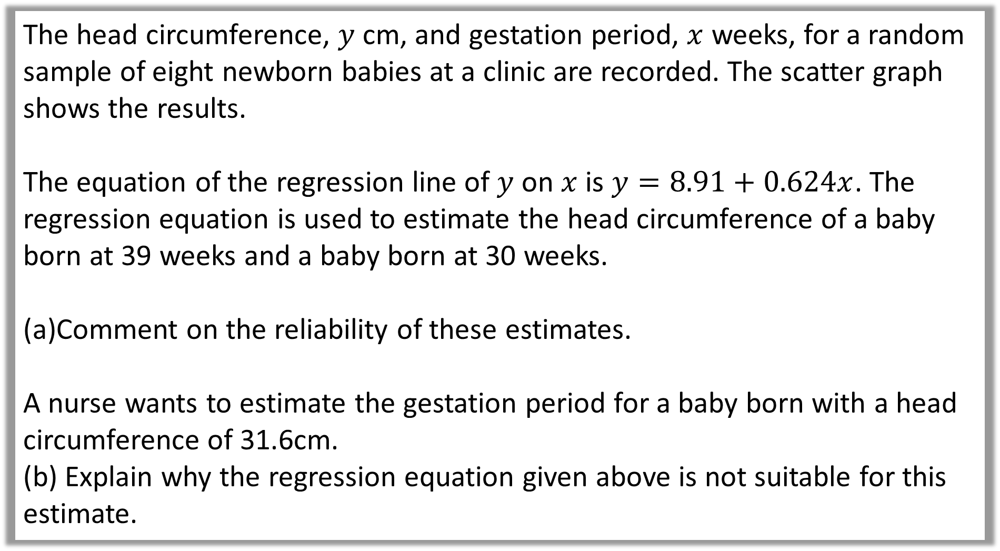 The head circumference, y cm, and gestation period, x weeks, for a random
sample of eight newborn babies at a clinic are recorded. The scatter graph
shows the results.
The equation of the regression line of y on x is y = 8.91 + 0.624x. The
regression equation is used to estimate the head circumference of a baby
born at 39 weeks and a baby born at 30 weeks.
(a)Comment on the reliability of these estimates.
A nurse wants to estimate the gestation period for a baby born with a head
circumference of 31.6cm.
(b) Explain why the regression equation given above is not suitable for this
estimate.